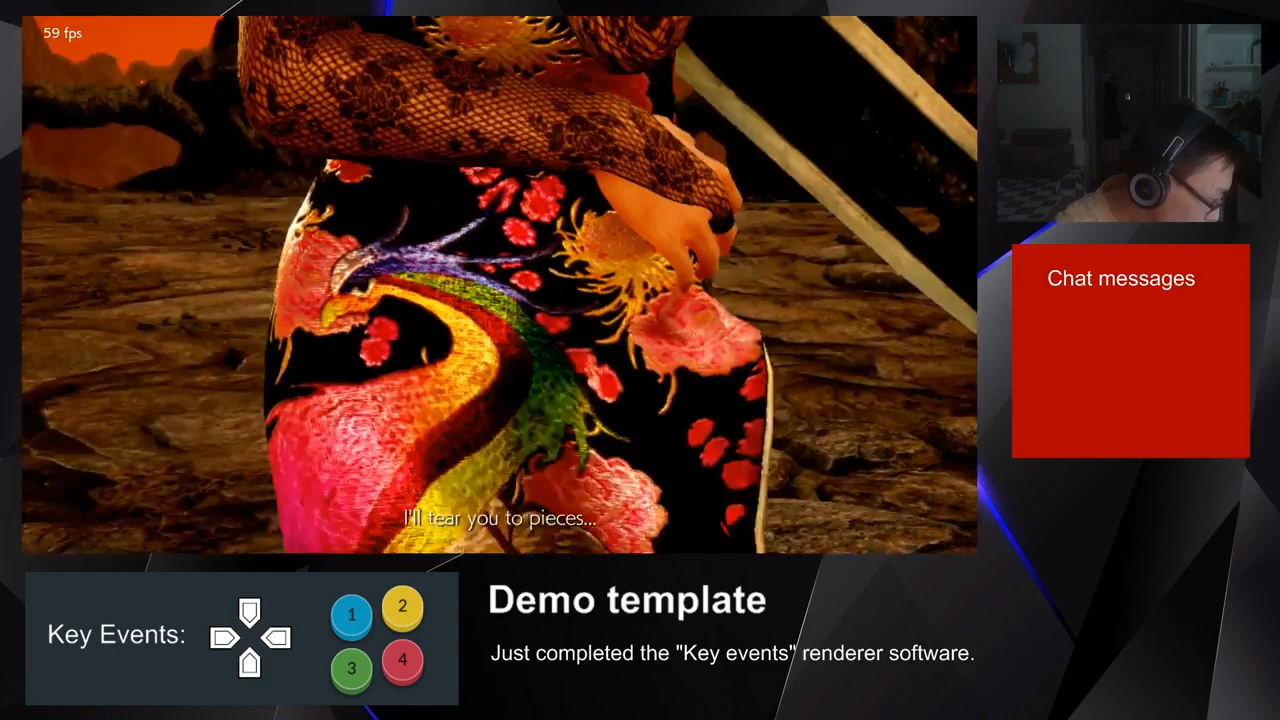 59 fps
I'll tear you to pieces...
Chat messages
Key Events:
1
2
3
4
Demo template
Just completed the "Key events" renderer software.